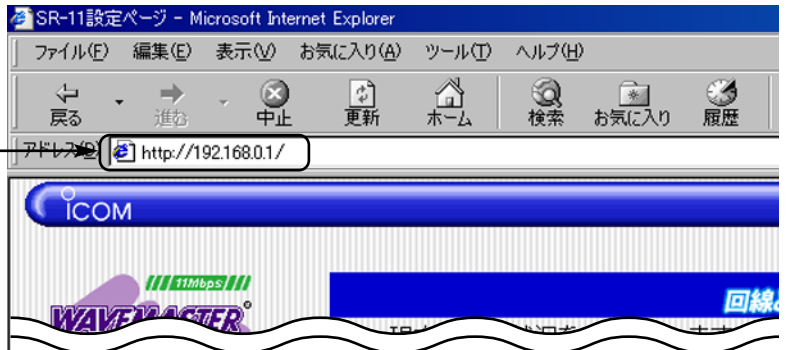 SR-11設定ページ - Microsoft Internet Explorer
ファイル(F) 編集(E) 表示(V) お気に入り(A) ツール(T) ヘルプ(H)
戻る 進む 中止 更新 ホーム 検索 お気に入り 履歴
アドレス(D) http://192.168.0.1/
ICOM
11Mbps
WAVEMASTER
回線